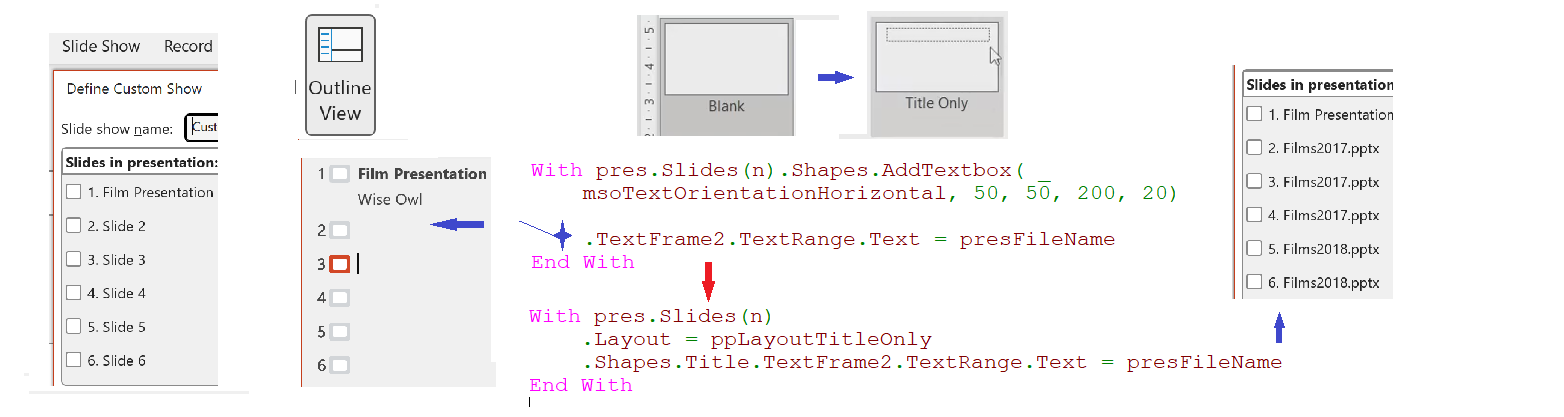 Slide Show Record
Define Custom Show
Slide show name: Cust
Slides in presentation:
1. Film Presentation
2. Slide 2
3. Slide 3
4. Slide 4
5. Slide 5
6. Slide 6
Outline
View
1 Film Presentation
Wise Owl
2
3
4
5
6
Blank
Title Only
With pres.Slides(n).Shapes.AddTextbox( _
msoTextOrientationHorizontal, 50, 50, 200, 20)
.TextFrame2.TextRange.Text = presFileName
End With
With pres.Slides(n)
.Layout = ppLayoutTitleOnly
.Shapes.Title.TextFrame2.TextRange.Text = presFileName
End With
Slides in presentation
1. Film Presentation
2. Films2017.pptx
3. Films2017.pptx
4. Films2017.pptx
5. Films2018.pptx
6. Films2018.pptx